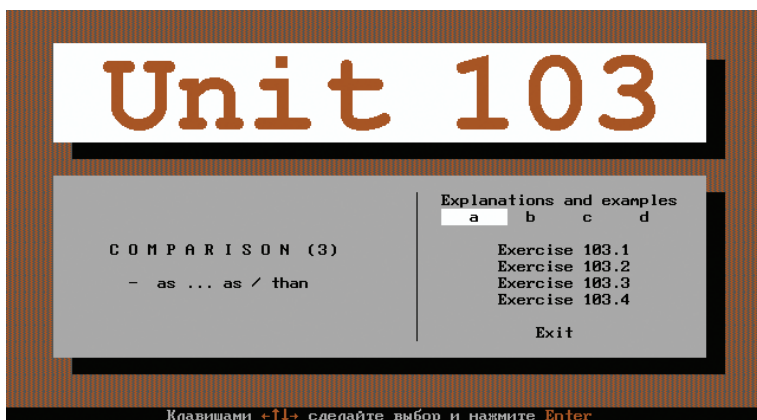 Unit 103
COMPARISON (3)
- as ... as / than
Explanations and examples
a b c d
Exercise 103.1
Exercise 103.2
Exercise 103.3
Exercise 103.4
Exit
Клавишами ←↑↓→ сделайте выбор и нажмите Enter